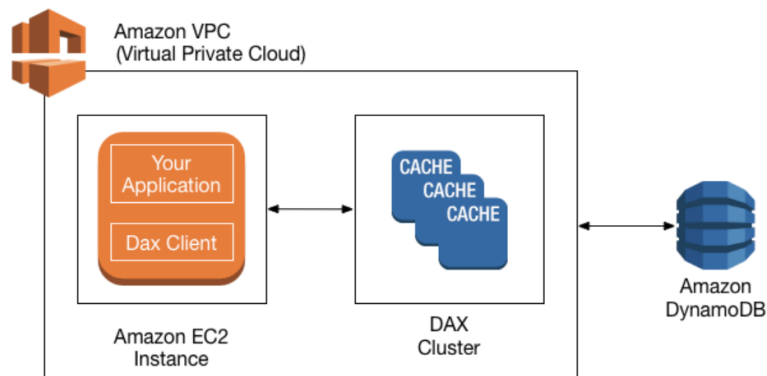 Amazon VPC
(Virtual Private Cloud)
Your
Application
Dax Client
CACHE
CACHE
CACHE
Amazon EC2
Instance
DAX
Cluster
Amazon
DynamoDB